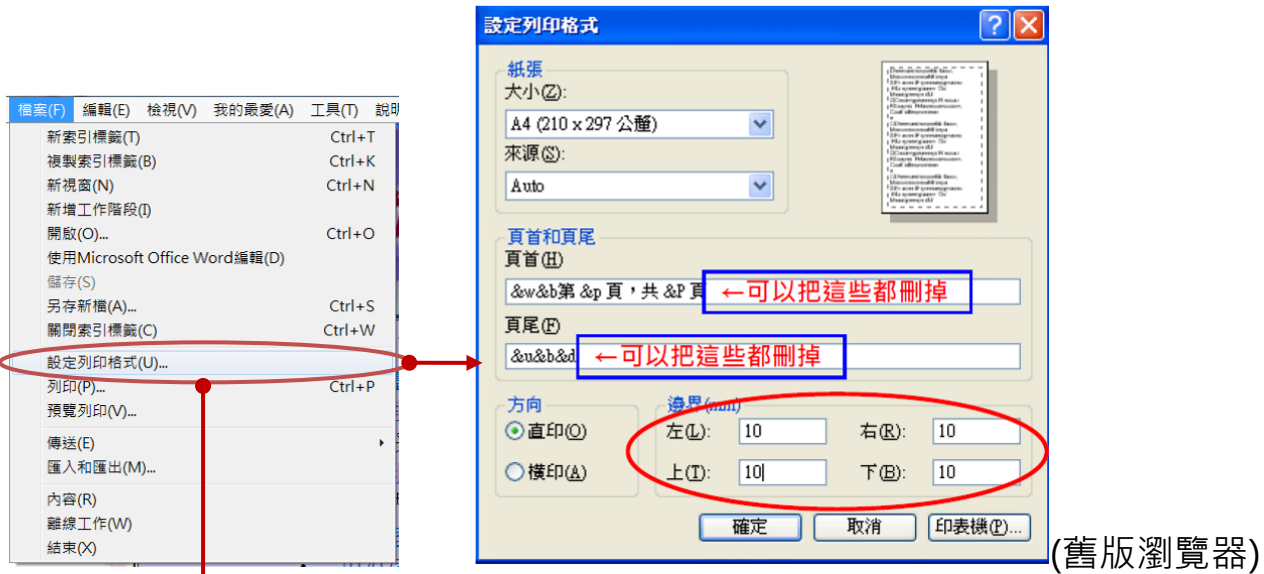 檔案(F) 編輯(E) 檢視(V) 我的最愛(A) 工具(T)
新索引標籤(T) Ctrl+T
複製索引標籤(B) Ctrl+K
新視窗(N) Ctrl+N
新增工作階段(I)
開啟(O)... Ctrl+O
使用Microsoft Office Word編輯(D)
儲存(S)
另存新檔(A)... Ctrl+S
關閉索引標籤(C) Ctrl+W
設定列印格式(U)...
列印(P)... Ctrl+P
預覽列印(V)...
傳送(E)
匯入和匯出(M)...
內容(R)
離線工作(W)
結束(X)
設定列印格式
紙張
大小(Z):
A4 (210 x 297 公釐)
來源(S):
Auto
頁首和頁尾
頁首(H)
&w&b第 &p 頁，共 &P 頁 ←可以把這些都刪掉
頁尾(F)
&u&b&d ←可以把這些都刪掉
方向
直印(O)
橫印(A)
邊界(mm)
左(L): 10 右(R): 10
上(T): 10 下(B): 10
確定 取消 印表機(P)...
(舊版瀏覽器)